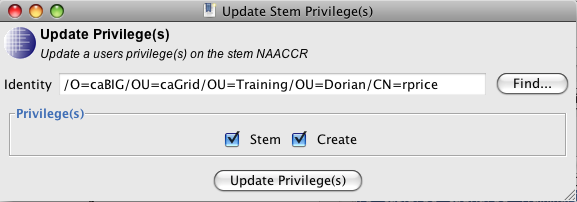 Update Stem Privilege(s)
Update Privilege(s)
Update a users privilege(s) on the stem NAACCR
Identity /O=caBIG/OU=caGrid/OU=Training/OU=Dorian/CN=rprice Find...
Privilege(s)
Stem Create
Update Privilege(s)